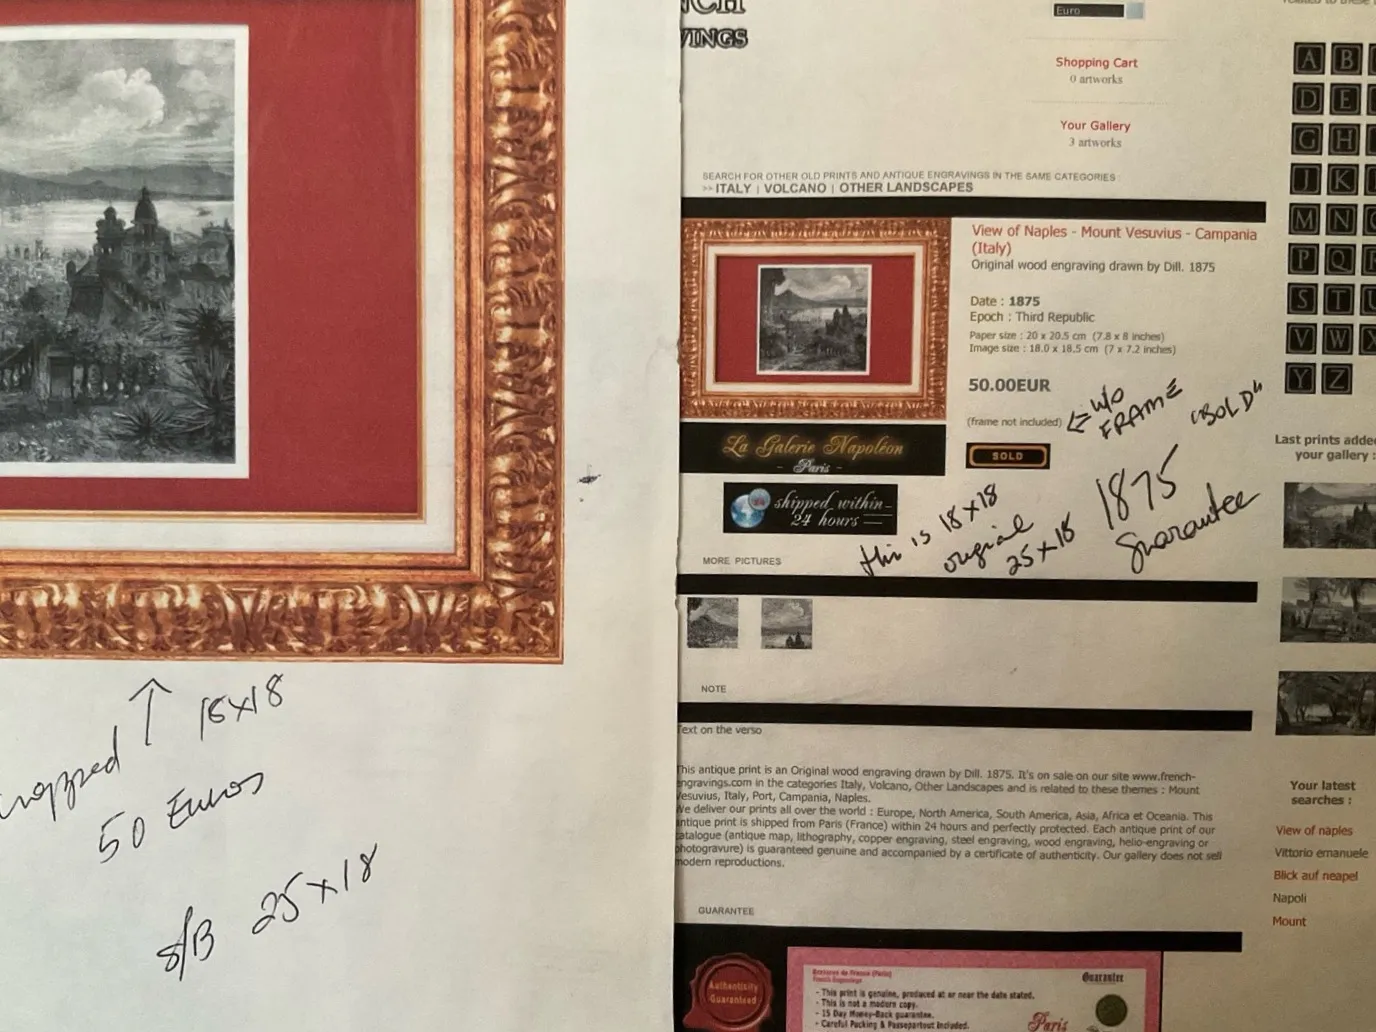 cropped ↑ 18x18
50 Euros
S/B 25x18
VINGS
Euro
Shopping Cart
0 artworks
Your Gallery
3 artworks
SEARCH FOR OTHER OLD PRINTS AND ANTIQUE ENGRAVINGS IN THE SAME CATEGORIES :
>> ITALY | VOLCANO | OTHER LANDSCAPES
View of Naples - Mount Vesuvius - Campania
(Italy)
Original wood engraving drawn by Dill. 1875
Date : 1875
Epoch : Third Republic
Paper size : 20 x 20.5 cm (7.8 x 8 inches)
Image size : 18.0 x 18.5 cm (7 x 7.2 inches)
50.00EUR
(frame not included)
W/O
FRAME
"SOLD"
SOLD
La Galerie Napoléon
- Paris -
shipped within
24 hours
this is 18x18
original
25x18
1875
Guarantee
MORE PICTURES
NOTE
Text on the verso
This antique print is an Original wood engraving drawn by Dill. 1875. It's on sale on our site www.french-
engravings.com in the categories Italy, Volcano, Other Landscapes and is related to these themes : Mount
Vesuvius, Italy, Port, Campania, Naples.
We deliver our prints all over the world : Europe, North America, South America, Asia, Africa et Oceania. This
antique print is shipped from Paris (France) within 24 hours and perfectly protected. Each antique print of our
catalogue (antique map, lithography, copper engraving, steel engraving, wood engraving, helio-engraving or
photogravure) is guaranteed genuine and accompanied by a certificate of authenticity. Our gallery does not sell
modern reproductions.
GUARANTEE
Authenticity
Guaranteed
Gravures de France (Paris)
French Engravings
Guarantee
- This print is genuine, produced at or near the date stated.
- This is not a modern copy.
- 15 Day Money-Back guarantee.
- Careful Packing & Passepartout Included.
Paris
A B
D E
G H
J K
M N
P Q
S T U
V W X
Y Z
Last prints adde
your gallery :
Your latest
searches :
View of naples
Vittorio emanuele
Blick auf neapel
Napoli
Mount